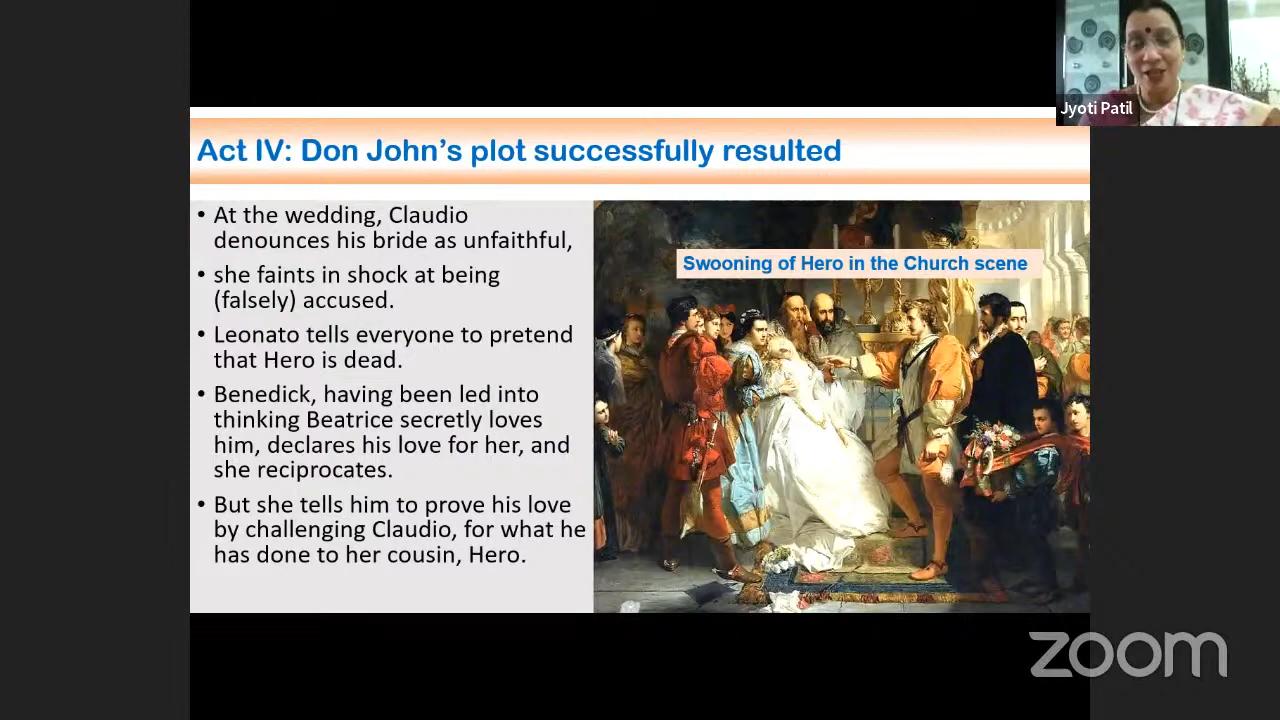 Jyoti Patil
Act IV: Don John's plot successfully resulted
• At the wedding, Claudio
denounces his bride as unfaithful,
• she faints in shock at being
(falsely) accused.
• Leonato tells everyone to pretend
that Hero is dead.
• Benedick, having been led into
thinking Beatrice secretly loves
him, declares his love for her, and
she reciprocates.
• But she tells him to prove his love
by challenging Claudio, for what he
has done to her cousin, Hero.
Swooning of Hero in the Church scene
zoom